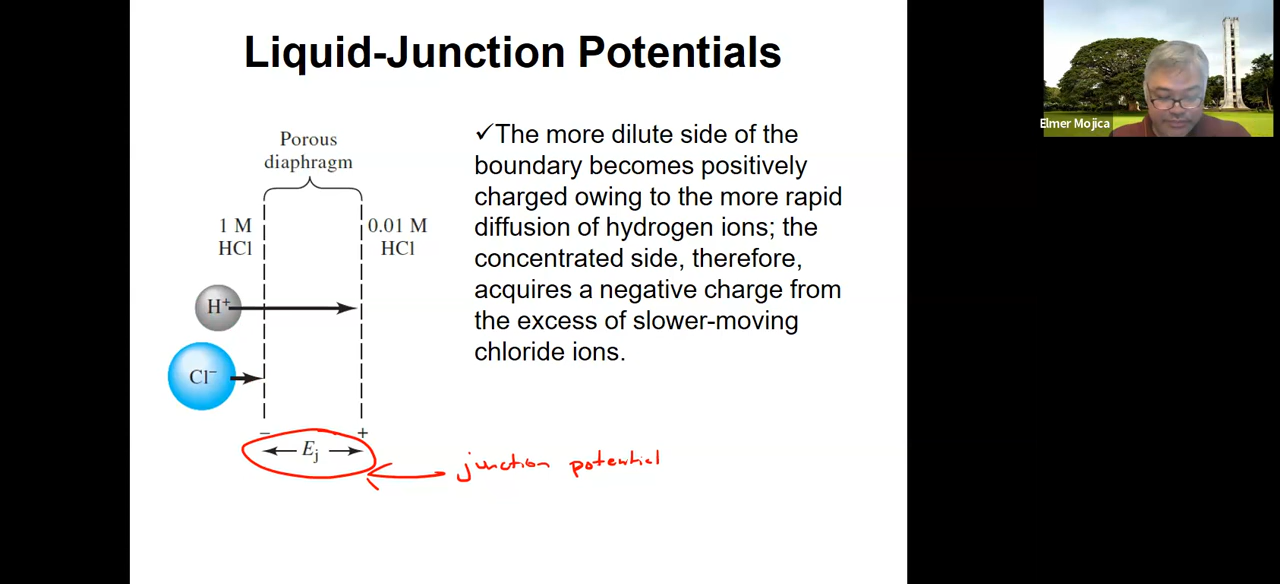 Liquid-Junction Potentials
Porous
diaphragm
1 M
HCl
0.01 M
HCl
H⁺
Cl⁻
− +
Eⱼ
junction potential
✓The more dilute side of the
boundary becomes positively
charged owing to the more rapid
diffusion of hydrogen ions; the
concentrated side, therefore,
acquires a negative charge from
the excess of slower-moving
chloride ions.
Elmer Mojica